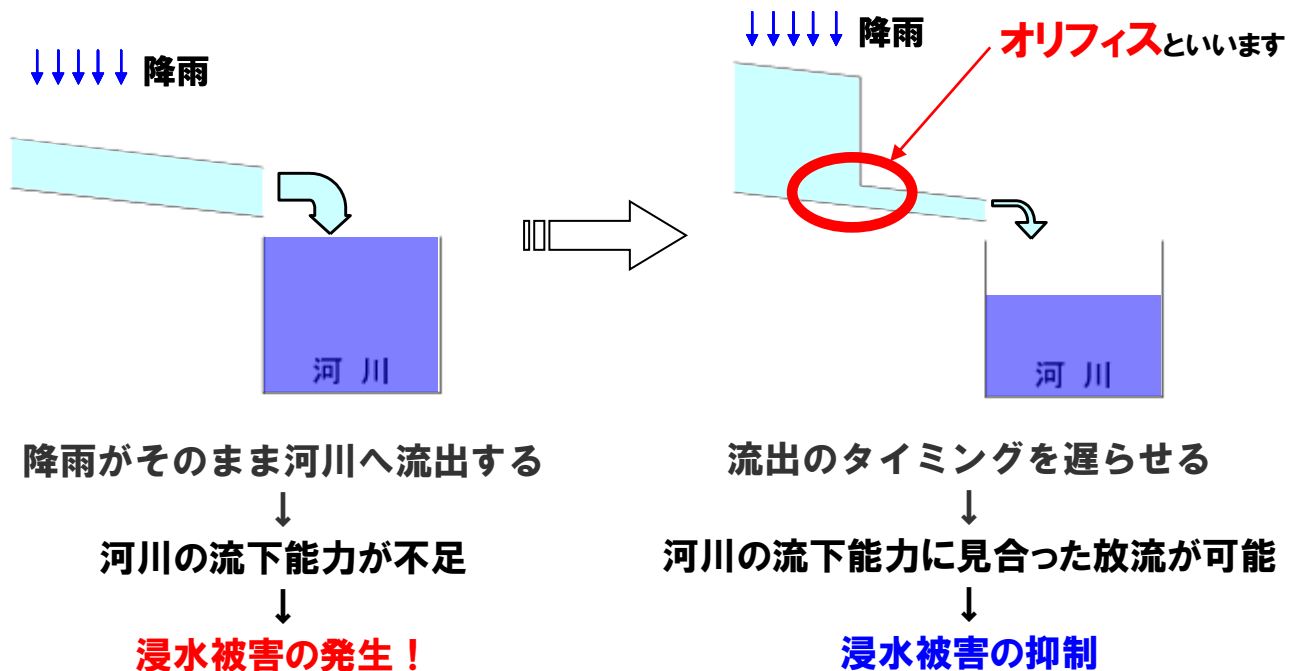 降雨
河川
降雨がそのまま河川へ流出する
↓
河川の流下能力が不足
↓
浸水被害の発生！
降雨
オリフィスといいます
河川
流出のタイミングを遅らせる
↓
河川の流下能力に見合った放流が可能
↓
浸水被害の抑制